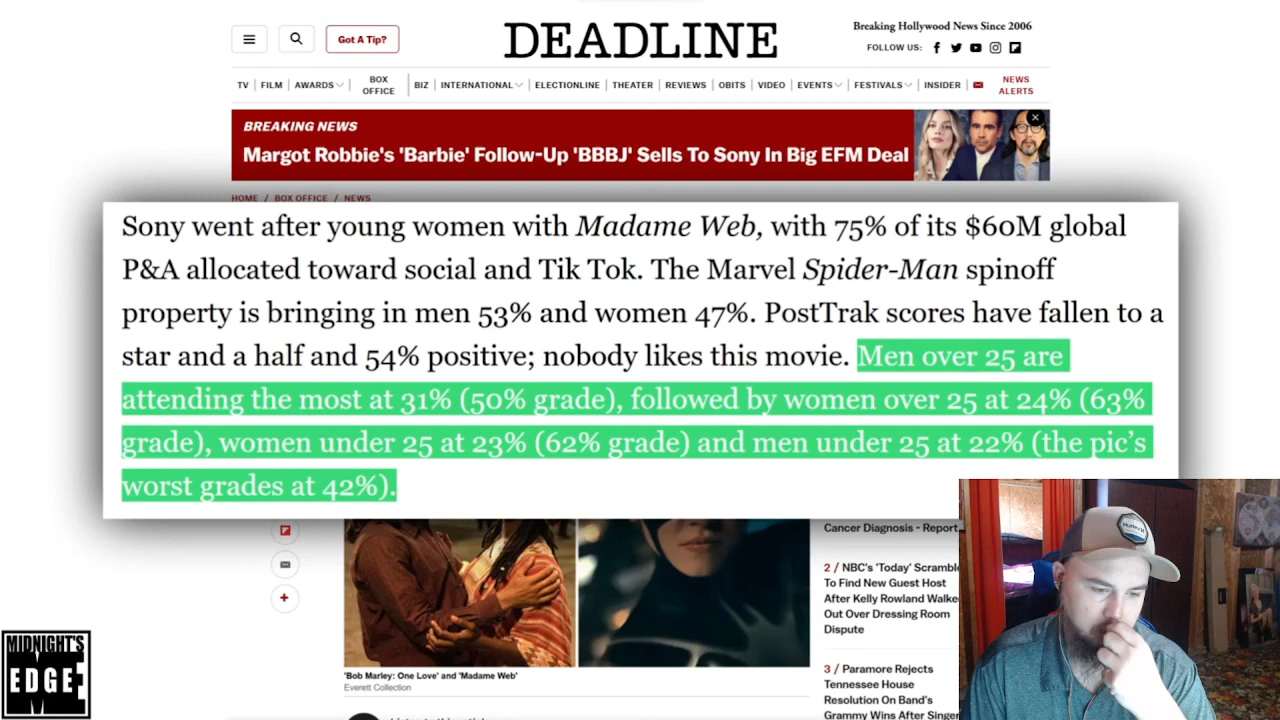 Got A Tip?
DEADLINE
Breaking Hollywood News Since 2006
FOLLOW US:
TV
FILM
AWARDS
BOX OFFICE
BIZ
INTERNATIONAL
ELECTIONLINE
THEATER
REVIEWS
OBITS
VIDEO
EVENTS
FESTIVALS
INSIDER
NEWS ALERTS
BREAKING NEWS
Margot Robbie's 'Barbie' Follow-Up 'BBBJ' Sells To Sony In Big EFM Deal
HOME / BOX OFFICE / NEWS
Sony went after young women with Madame Web, with 75% of its $60M global
P&A allocated toward social and Tik Tok. The Marvel Spider-Man spinoff
property is bringing in men 53% and women 47%. PostTrak scores have fallen to a
star and a half and 54% positive; nobody likes this movie. Men over 25 are
attending the most at 31% (50% grade), followed by women over 25 at 24% (63%
grade), women under 25 at 23% (62% grade) and men under 25 at 22% (the pic's
worst grades at 42%).
Cancer Diagnosis - Report
2 / NBC's 'Today' Scramble
To Find New Guest Host
After Kelly Rowland Walke
Out Over Dressing Room
Dispute
3 / Paramore Rejects
Tennessee House
Resolution On Band's
Grammy Wins After Singer
'Bob Marley: One Love' and 'Madame Web'
Everett Collection
MIDNIGHT'S
EDGE
Hurley